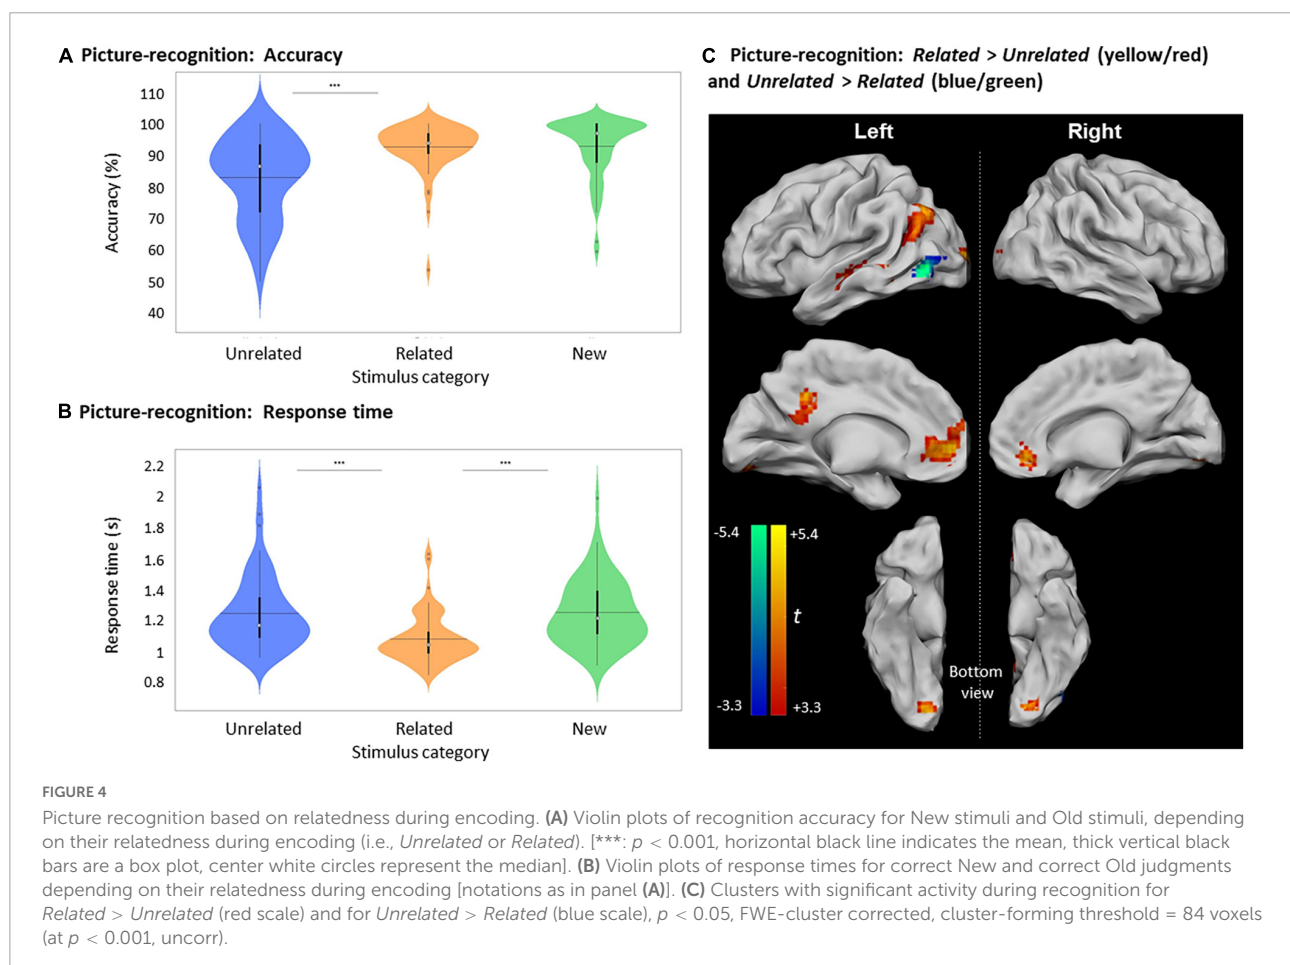 A Picture-recognition: Accuracy
***
110
100
90
80
70
60
50
40
Accuracy (%)
Unrelated Related New
Stimulus category
B Picture-recognition: Response time
*** ***
2.2
2
1.8
1.6
1.4
1.2
1
0.8
Response time (s)
Unrelated Related New
Stimulus category
C Picture-recognition: Related > Unrelated (yellow/red)
and Unrelated > Related (blue/green)
Left Right
-5.4 +5.4
t
-3.3 +3.3
Bottom
view
FIGURE 4
Picture recognition based on relatedness during encoding. (A) Violin plots of recognition accuracy for New stimuli and Old stimuli, depending
on their relatedness during encoding (i.e., Unrelated or Related). [***: p < 0.001, horizontal black line indicates the mean, thick vertical black
bars are a box plot, center white circles represent the median]. (B) Violin plots of response times for correct New and correct Old judgments
depending on their relatedness during encoding [notations as in panel (A)]. (C) Clusters with significant activity during recognition for
Related > Unrelated (red scale) and for Unrelated > Related (blue scale), p < 0.05, FWE-cluster corrected, cluster-forming threshold = 84 voxels
(at p < 0.001, uncorr).